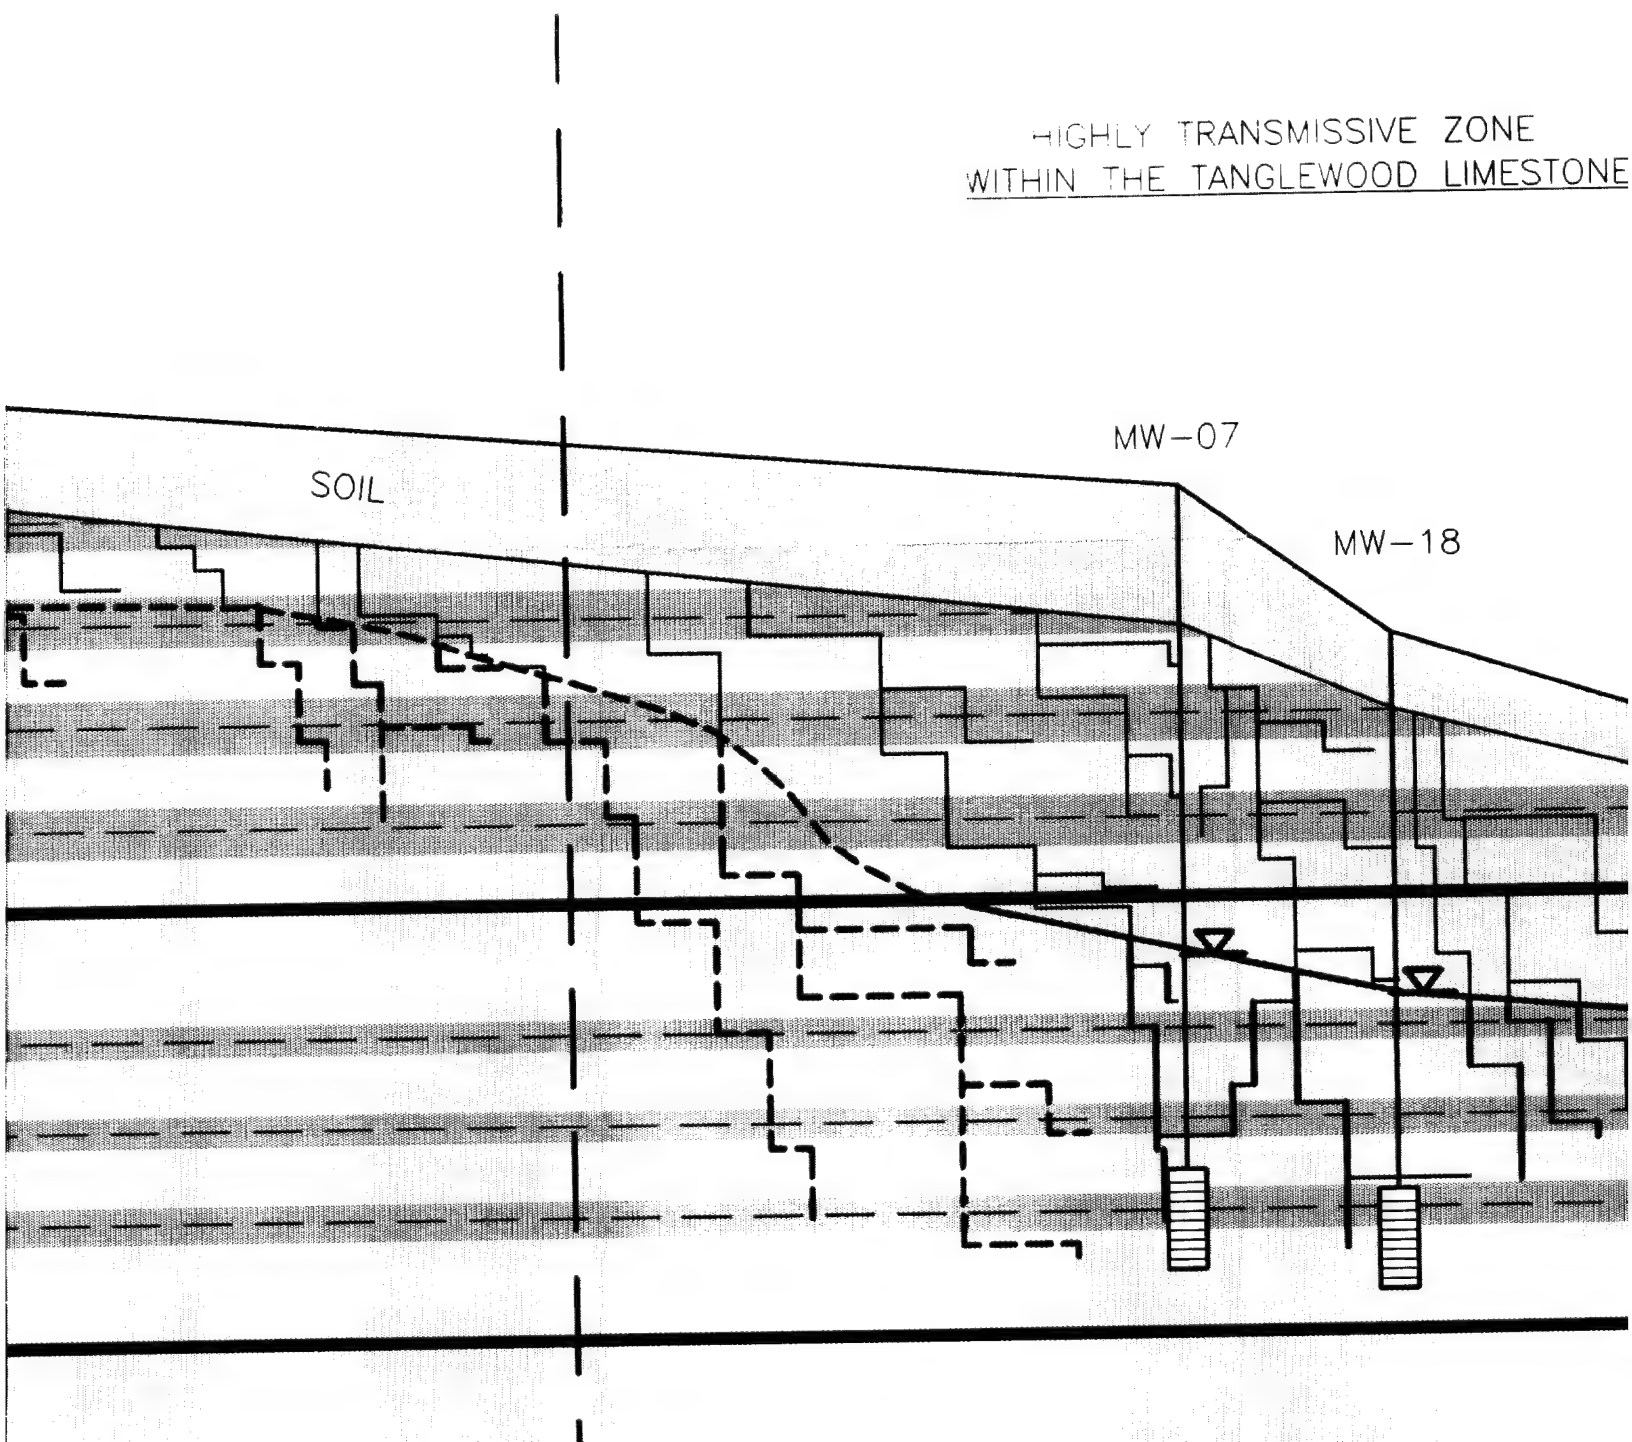 HIGHLY TRANSMISSIVE ZONE
WITHIN THE TANGLEWOOD LIMESTONE
MW-07
SOIL
MW-18